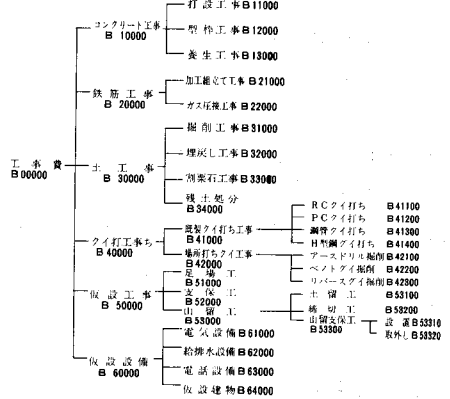 打設工事 B11000
コンクリート工事
B 10000
型枠工事 B12000
養生工事 B13000
加工組立て工事 B21000
鉄筋工事
B 20000
ガス圧接工事 B22000
掘削工事 B31000
埋戻し工事 B32000
工事費
B00000
土工事
B 30000
割栗石工事 B33000
残土処分
B34000
RCクイ打ち B41100
既製クイ打ち工事
B41000
PCクイ打ち B41200
鋼管クイ打ち B41300
H型鋼グイ打ち B41400
クイ打工事ち
B40000
場所打ちクイ工事
B42000
アースドリル掘削 B42100
ベノトグイ掘削 B42200
リバースグイ掘削 B42300
足場工
B51000
仮設工事
B 50000
支保工
B52000
山留工
B53000
土留工 B53100
締切工 B53200
山留支保工
B53300
設置 B53310
取外し B53320
電気設備 B61000
給排水設備 B62000
仮設設備
B 60000
電話設備 B63000
仮設建物 B64000